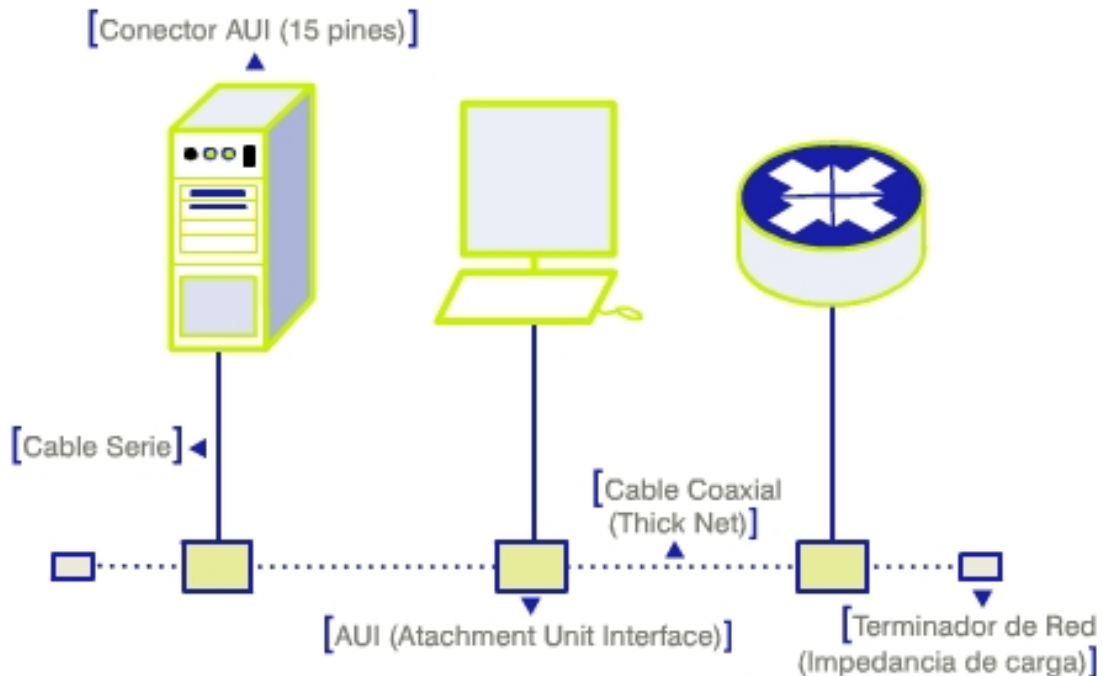 [Conector AUI (15 pines)]
[Cable Serie]
[Cable Coaxial
(Thick Net)]
[AUI (Atachment Unit Interface)]
[Terminador de Red
(Impedancia de carga)]